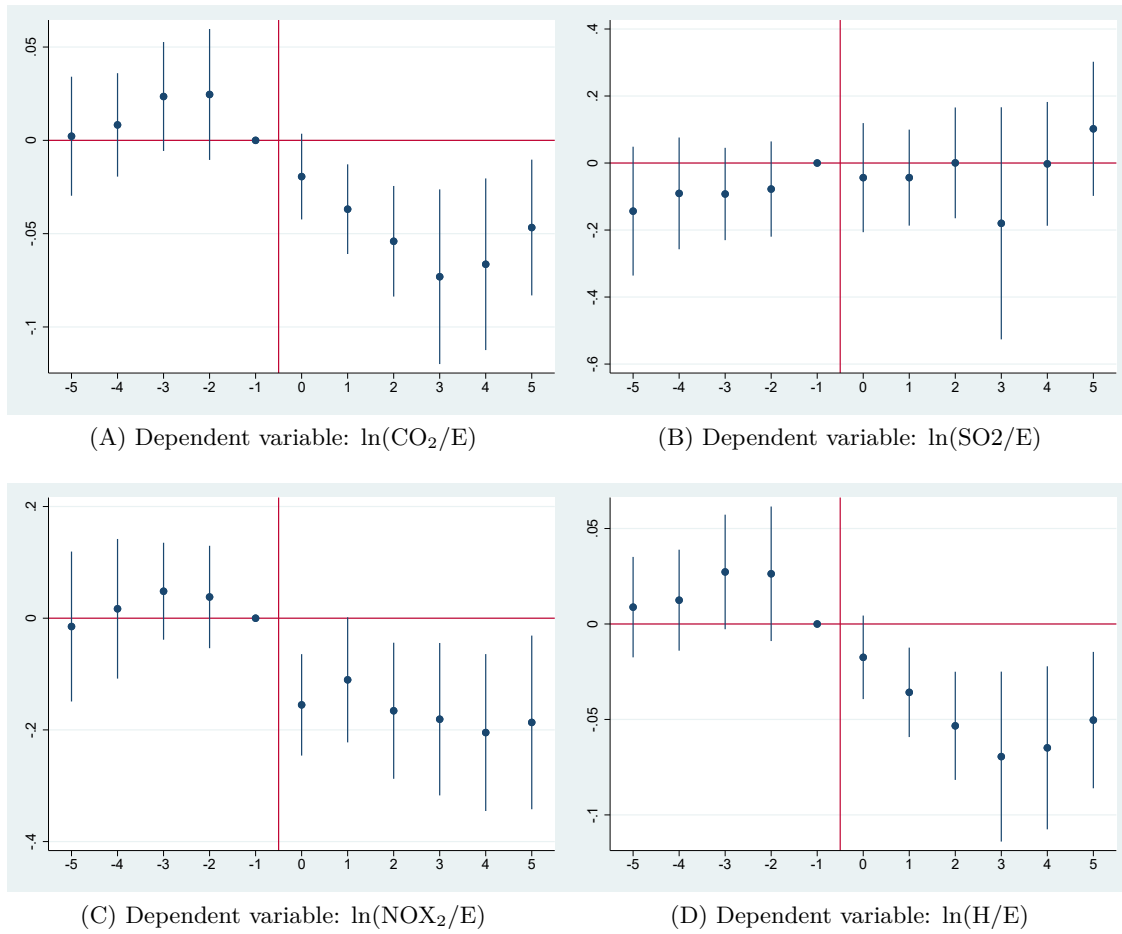 .05
0
-.05
-.1
-5 -4 -3 -2 -1 0 1 2 3 4 5
(A) Dependent variable: ln(CO₂/E)
.4
.2
0
-.2
-.4
-.6
-5 -4 -3 -2 -1 0 1 2 3 4 5
(B) Dependent variable: ln(SO2/E)
.2
0
-.2
-.4
-5 -4 -3 -2 -1 0 1 2 3 4 5
(C) Dependent variable: ln(NOX₂/E)
.05
0
-.05
-.1
-5 -4 -3 -2 -1 0 1 2 3 4 5
(D) Dependent variable: ln(H/E)